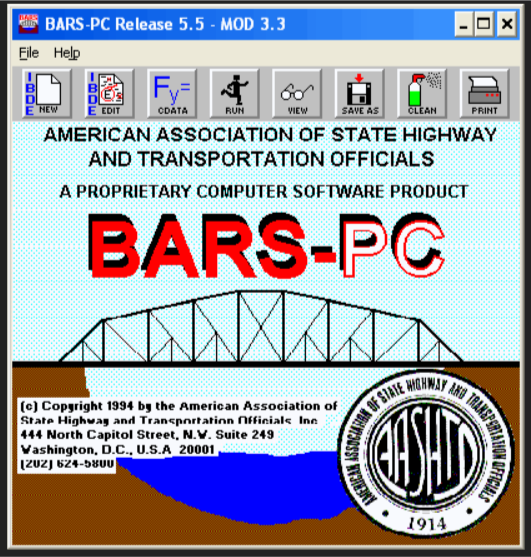 BARS-PC Release 5.5 - MOD 3.3
File Help
IBDE NEW
IBDE EDIT
Fy= CDATA
RUN
VIEW
SAVE AS
CLEAN
PRINT
AMERICAN ASSOCIATION OF STATE HIGHWAY
AND TRANSPORTATION OFFICIALS
A PROPRIETARY COMPUTER SOFTWARE PRODUCT
BARS-PC
(c) Copyright 1994 by the American Association of
State Highway and Transportation Officials, Inc.
444 North Capitol Street, N.W. Suite 249
Washington, D.C., U.S.A 20001
(202) 624-5800
AMERICAN ASSOCIATION OF STATE HIGHWAY AND TRANSPORTATION OFFICIALS
AASHTO
1914